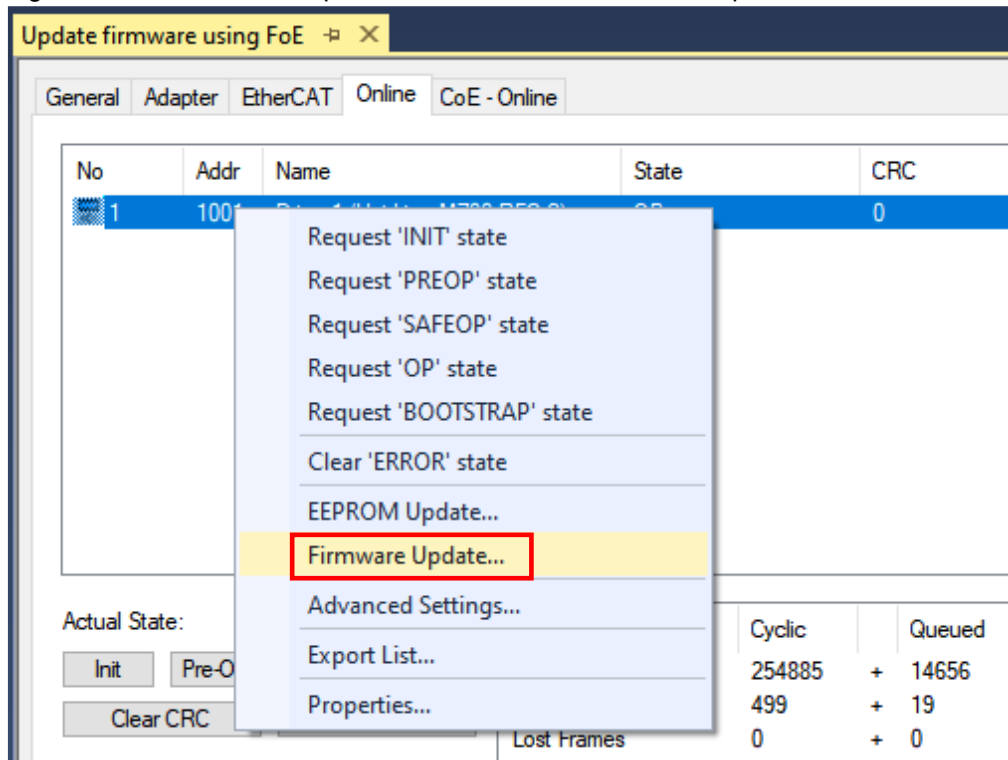 Update firmware using FoE
General Adapter EtherCAT Online CoE - Online
No Addr Name State CRC
1 1001 0
Request 'INIT' state
Request 'PREOP' state
Request 'SAFEOP' state
Request 'OP' state
Request 'BOOTSTRAP' state
Clear 'ERROR' state
EEPROM Update...
Firmware Update...
Advanced Settings...
Export List...
Properties...
Actual State:
Init Pre-O
Clear CRC
Cyclic Queued
254885 + 14656
499 + 19
Lost Frames 0 + 0